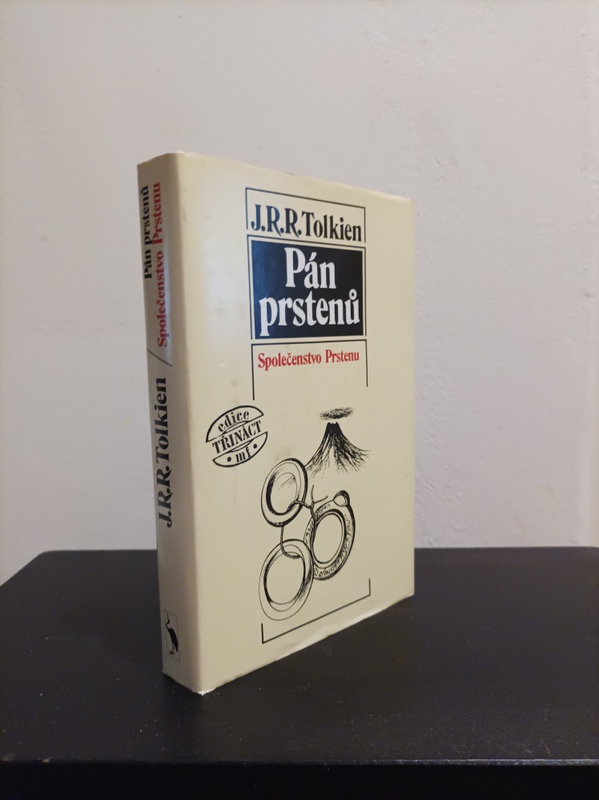 J.R.R. Tolkien
Pán
prstenů
Společenstvo Prstenu
edice
TŘINÁCT
• mf •
J.R.R. Tolkien / Pán prstenů
Společenstvo Prstenu